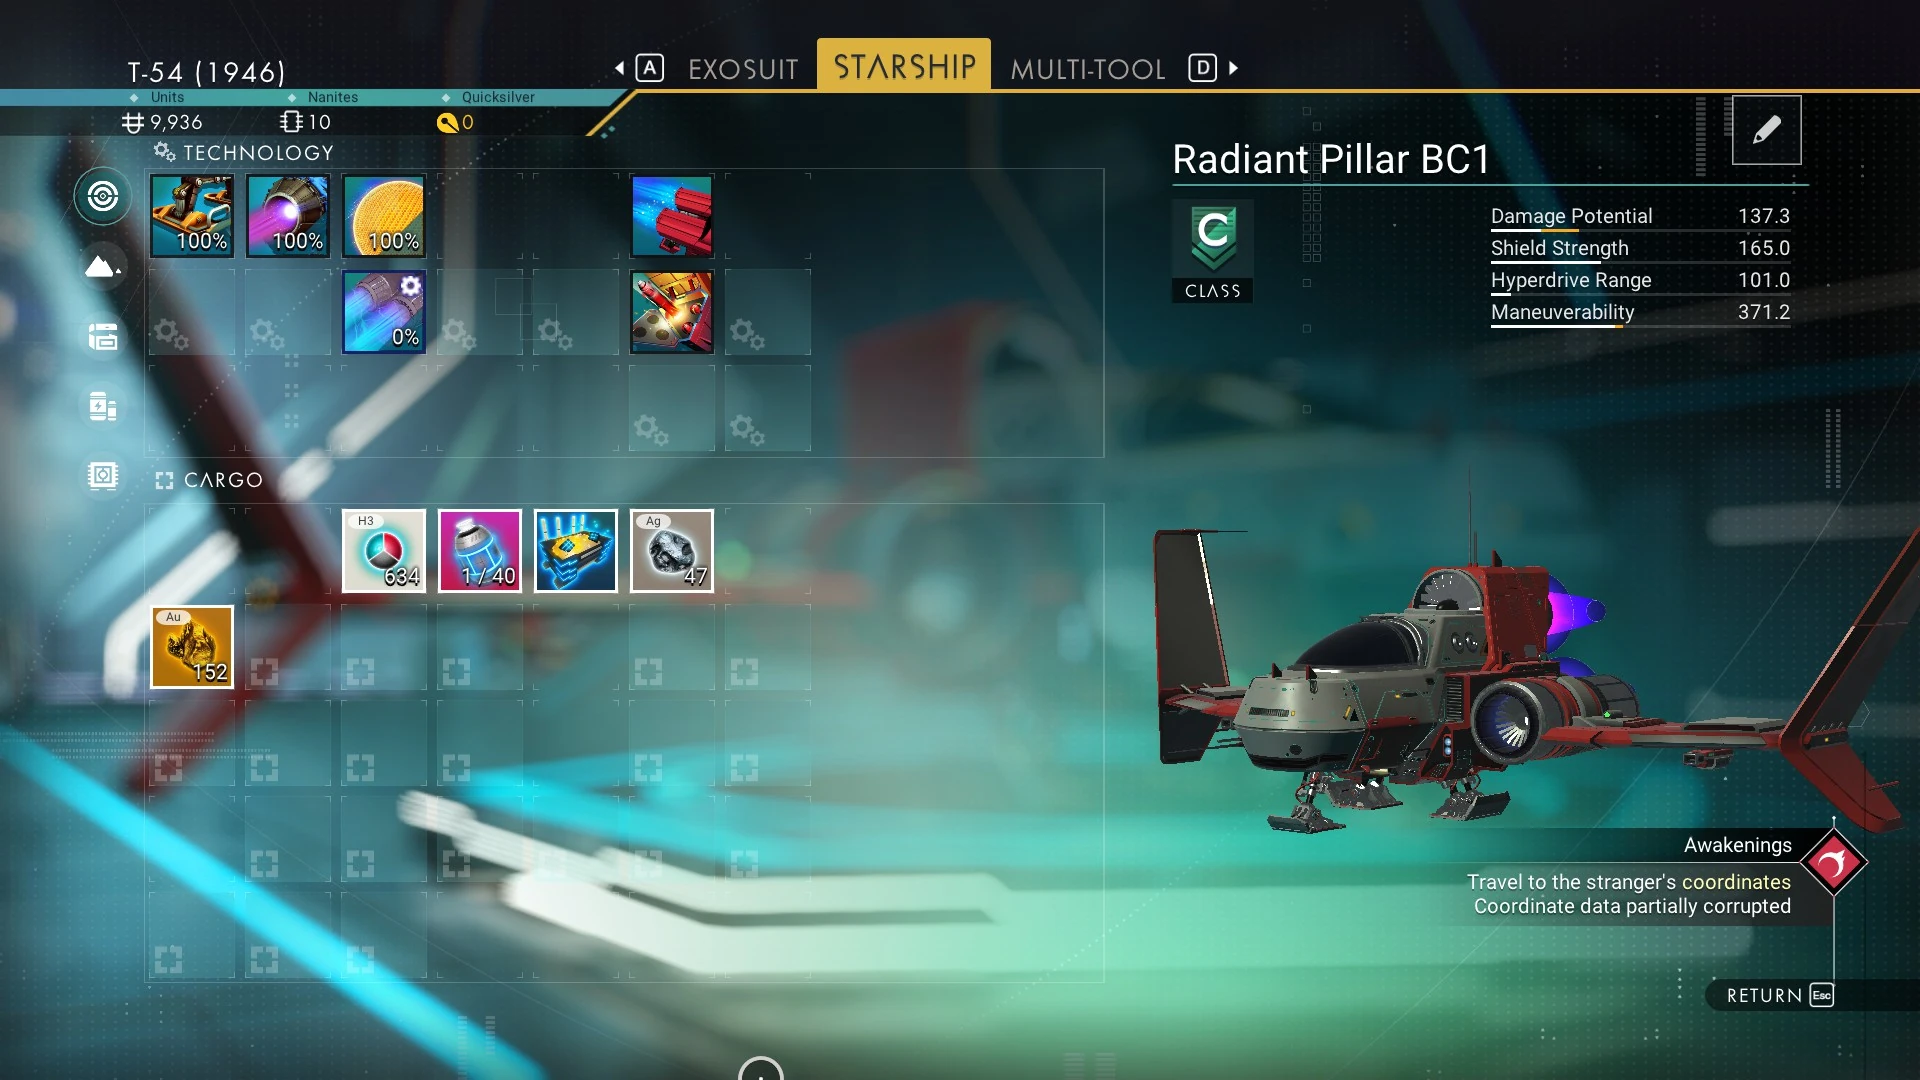 T-54 (1946)
A EXOSUIT STARSHIP MULTI-TOOL D
Units Nanites Quicksilver
9,936 10 0
TECHNOLOGY
100% 100% 100%
0%
CARGO
H3 634
1 / 40
Ag 47
Au 152
Radiant Pillar BC1
C
CLASS
Damage Potential 137.3
Shield Strength 165.0
Hyperdrive Range 101.0
Maneuverability 371.2
Awakenings
Travel to the stranger's coordinates
Coordinate data partially corrupted
RETURN Esc